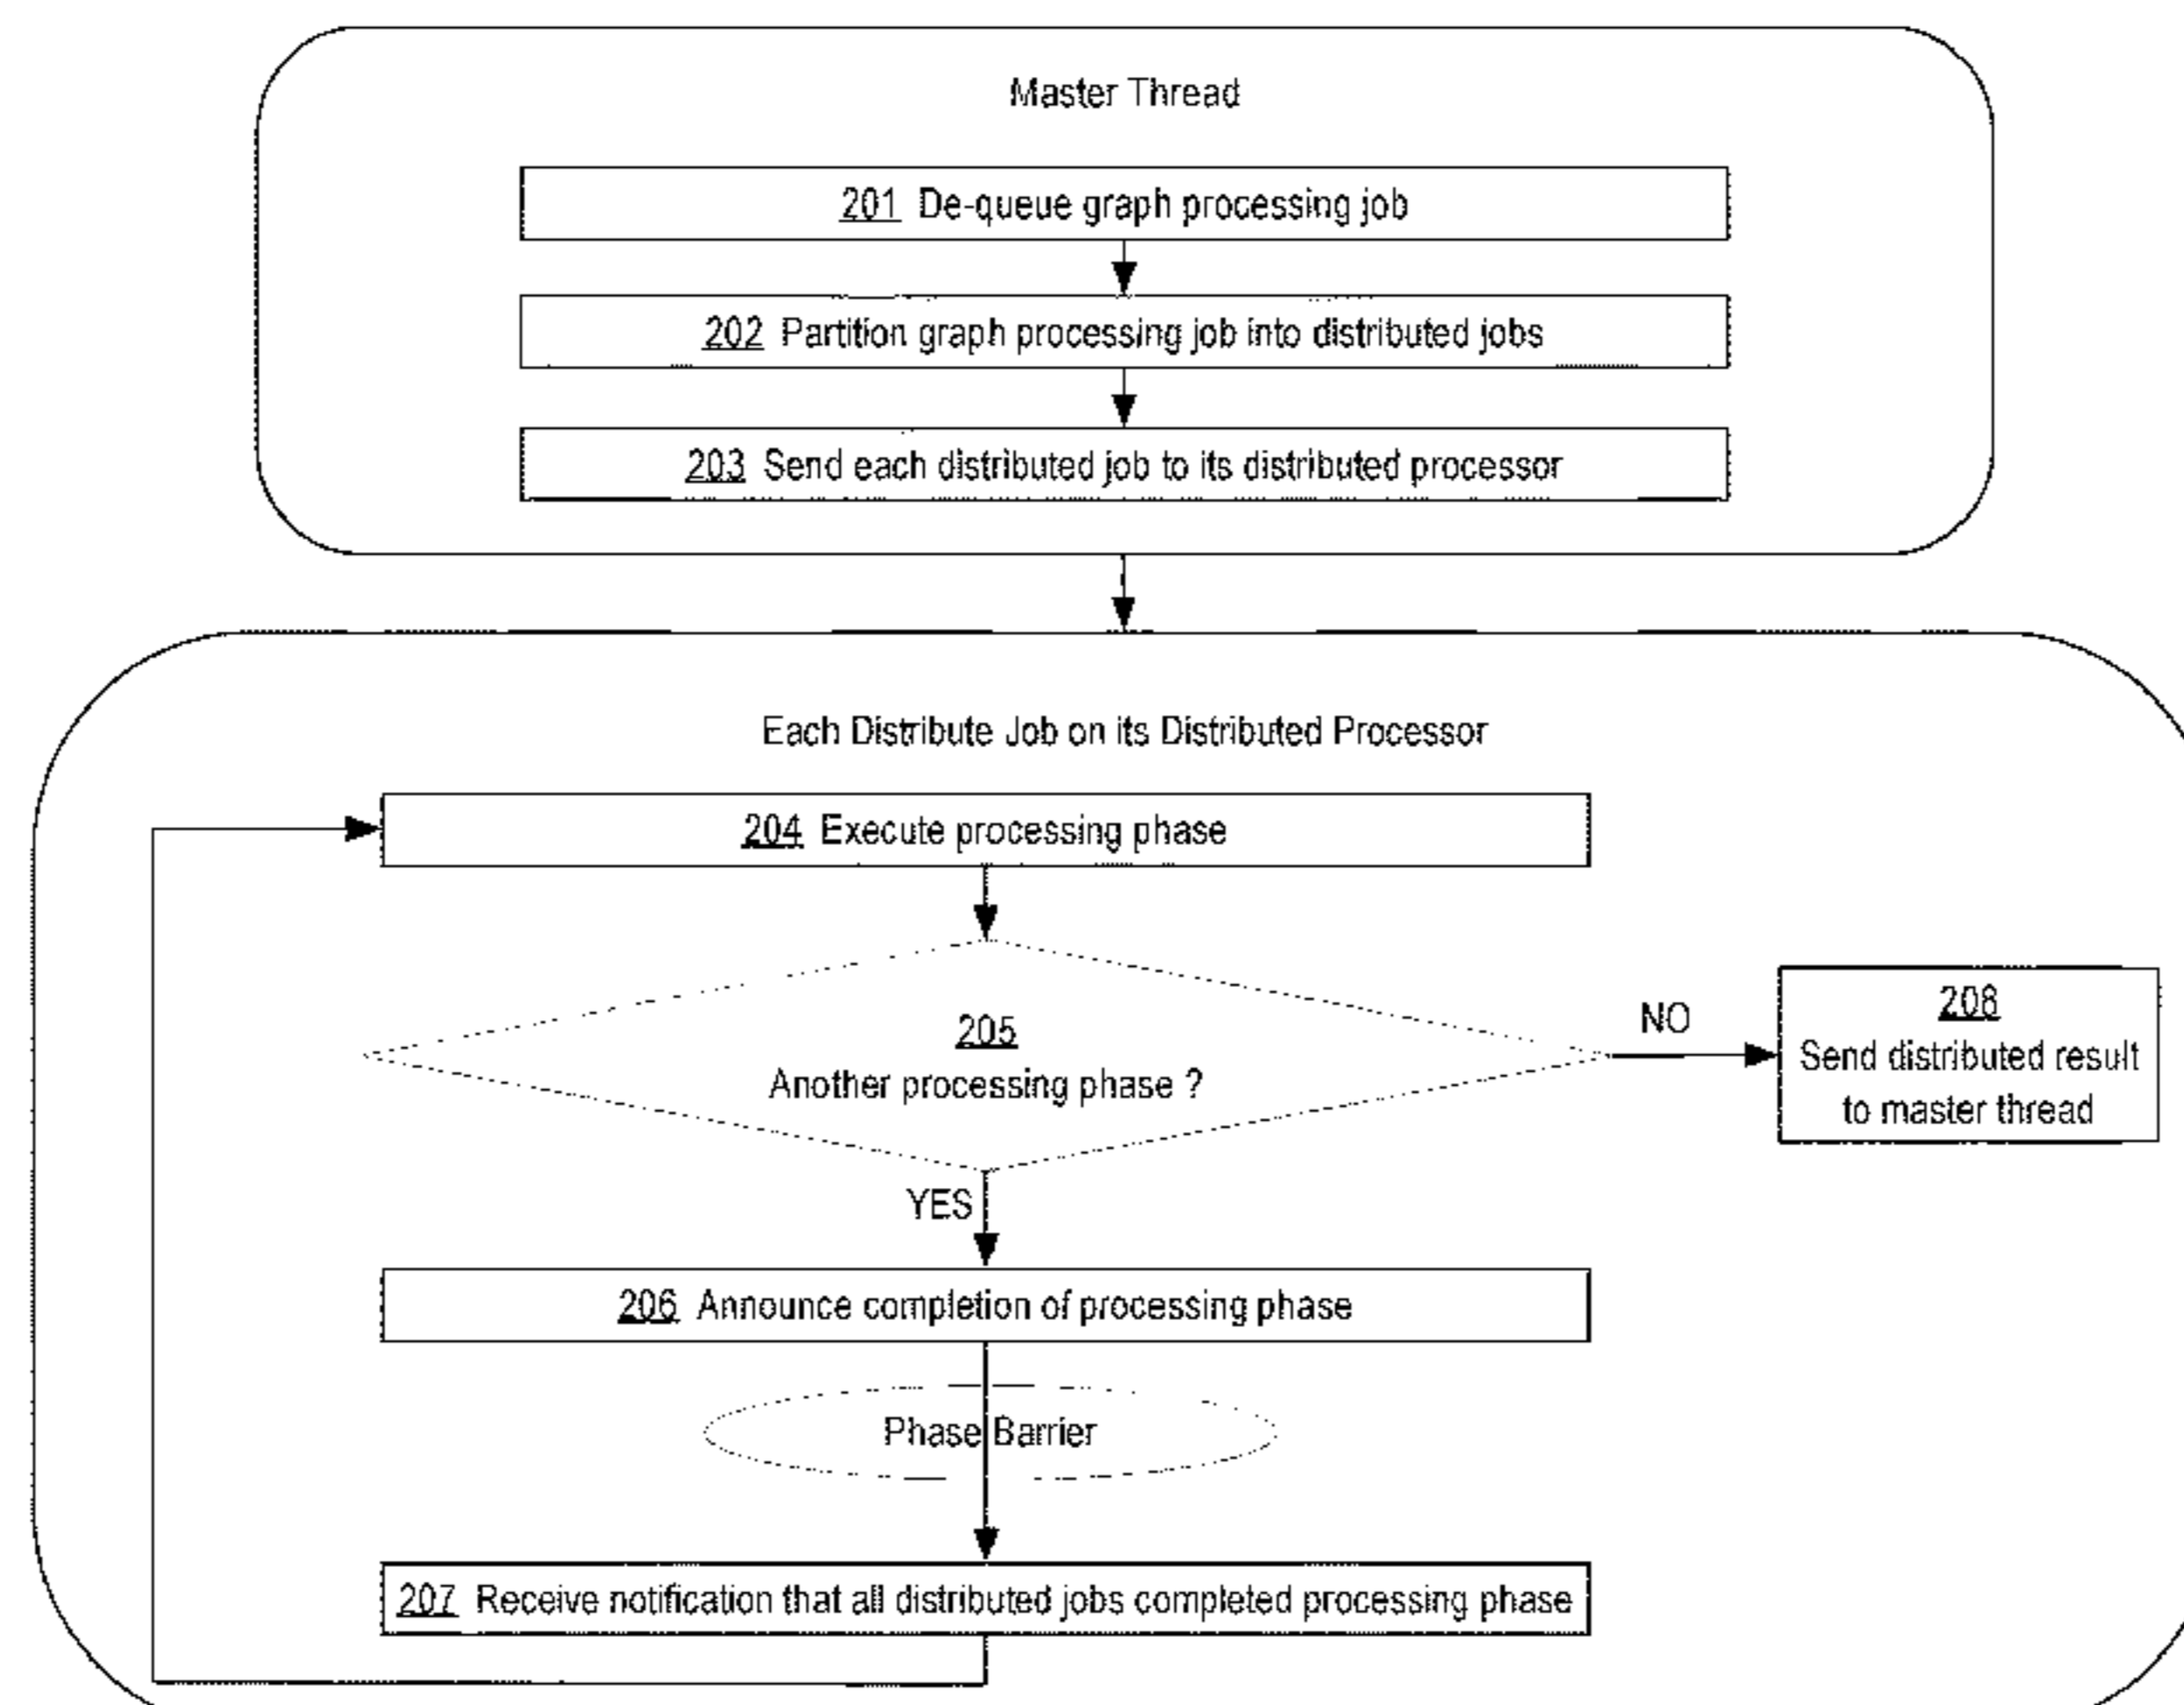 Master Thread
201 De-queue graph processing job
202 Partition graph processing job into distributed jobs
203 Send each distributed job to its distributed processor
Each Distribute Job on its Distributed Processor
204 Execute processing phase
205
Another processing phase ?
NO
208
Send distributed result
to master thread
YES
206 Announce completion of processing phase
Phase Barrier
207 Receive notification that all distributed jobs completed processing phase